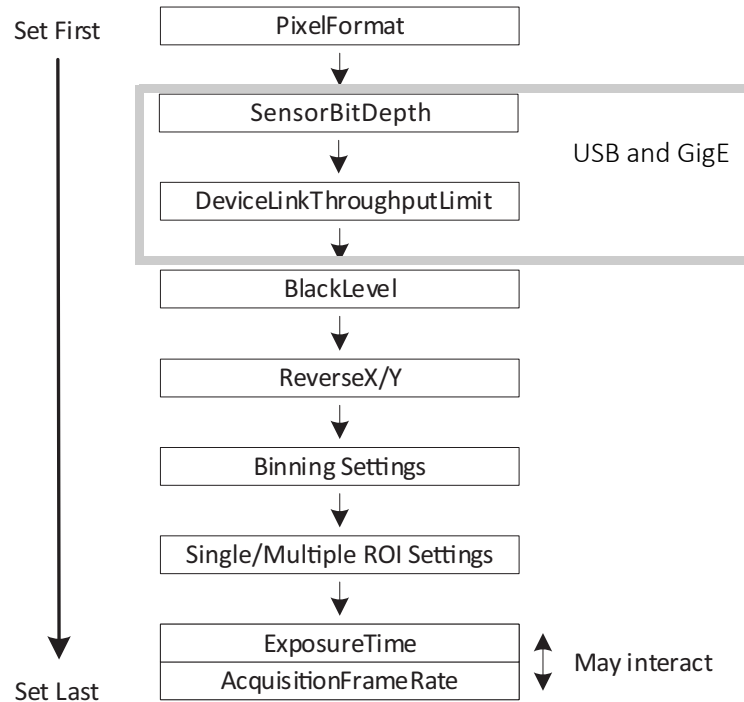 Set First
PixelFormat
SensorBitDepth
USB and GigE
DeviceLinkThroughputLimit
BlackLevel
ReverseX/Y
Binning Settings
Single/Multiple ROI Settings
ExposureTime
May interact
AcquisitionFrameRate
Set Last